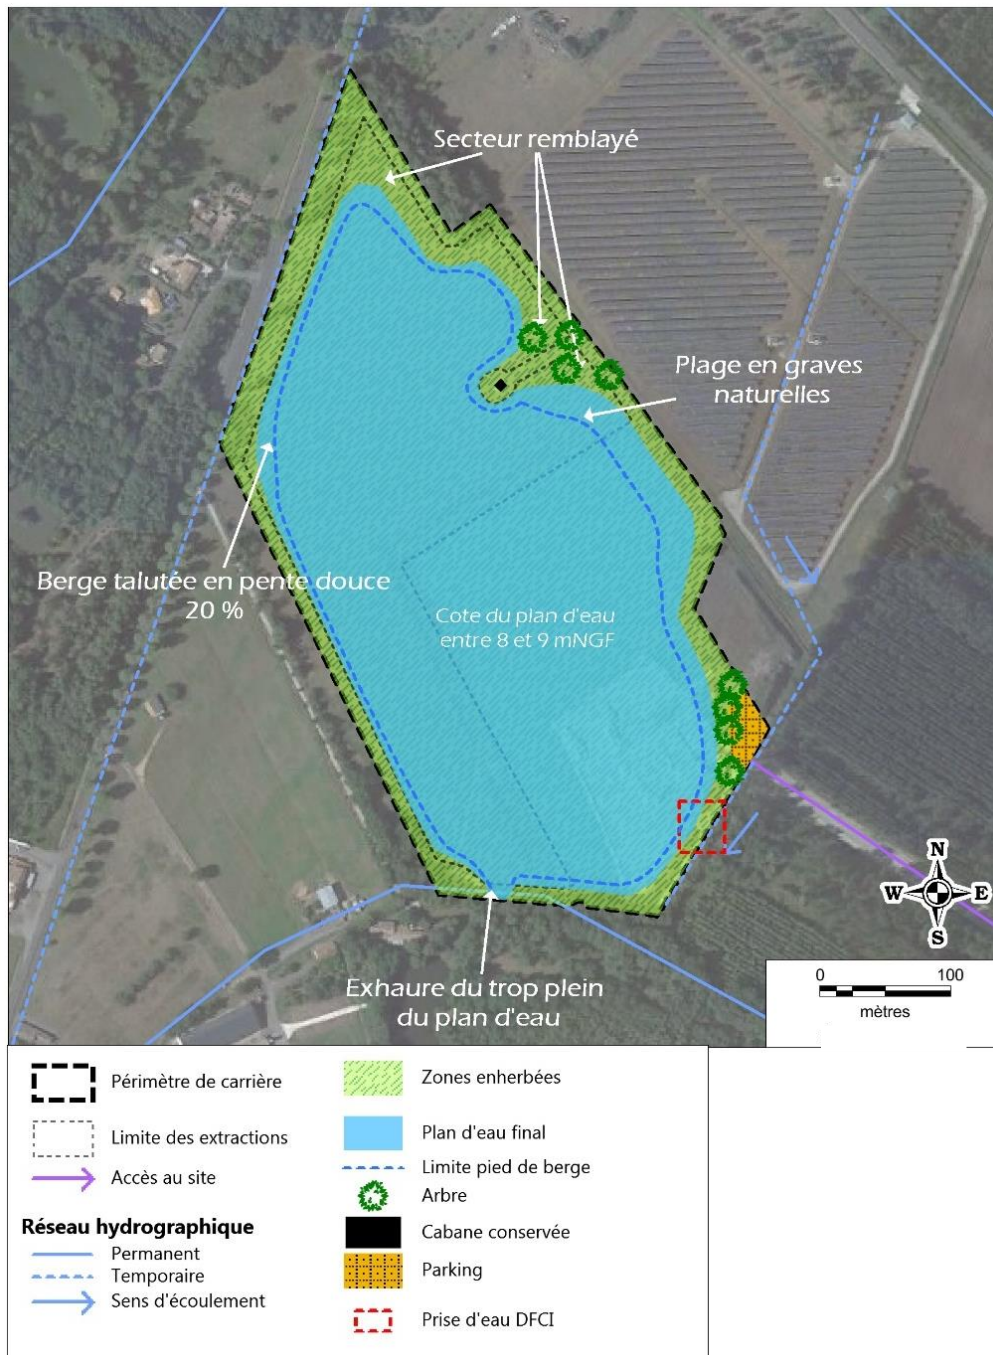 Secteur remblayé
Plage en graves
naturelles
Berge talutée en pente douce
20 %
Cote du plan d'eau
entre 8 et 9 mNGF
Exhaure du trop plein
du plan d'eau
N
W E
S
0 100
mètres
Périmètre de carrière
Limite des extractions
Accès au site
Réseau hydrographique
Permanent
Temporaire
Sens d'écoulement
Zones enherbées
Plan d'eau final
Limite pied de berge
Arbre
Cabane conservée
Parking
Prise d'eau DFCI